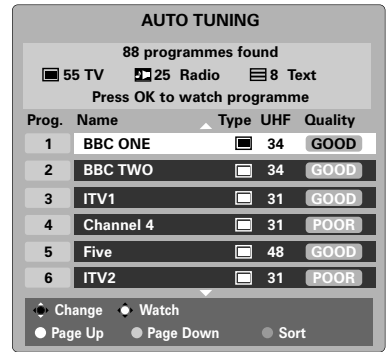 AUTO TUNING
88 programmes found
55 TV 25 Radio 8 Text
Press OK to watch programme
Prog. Name Type UHF Quality
1 BBC ONE 34 GOOD
2 BBC TWO 34 GOOD
3 ITV1 31 GOOD
4 Channel 4 31 POOR
5 Five 48 GOOD
6 ITV2 31 POOR
Change Watch
Page Up Page Down Sort